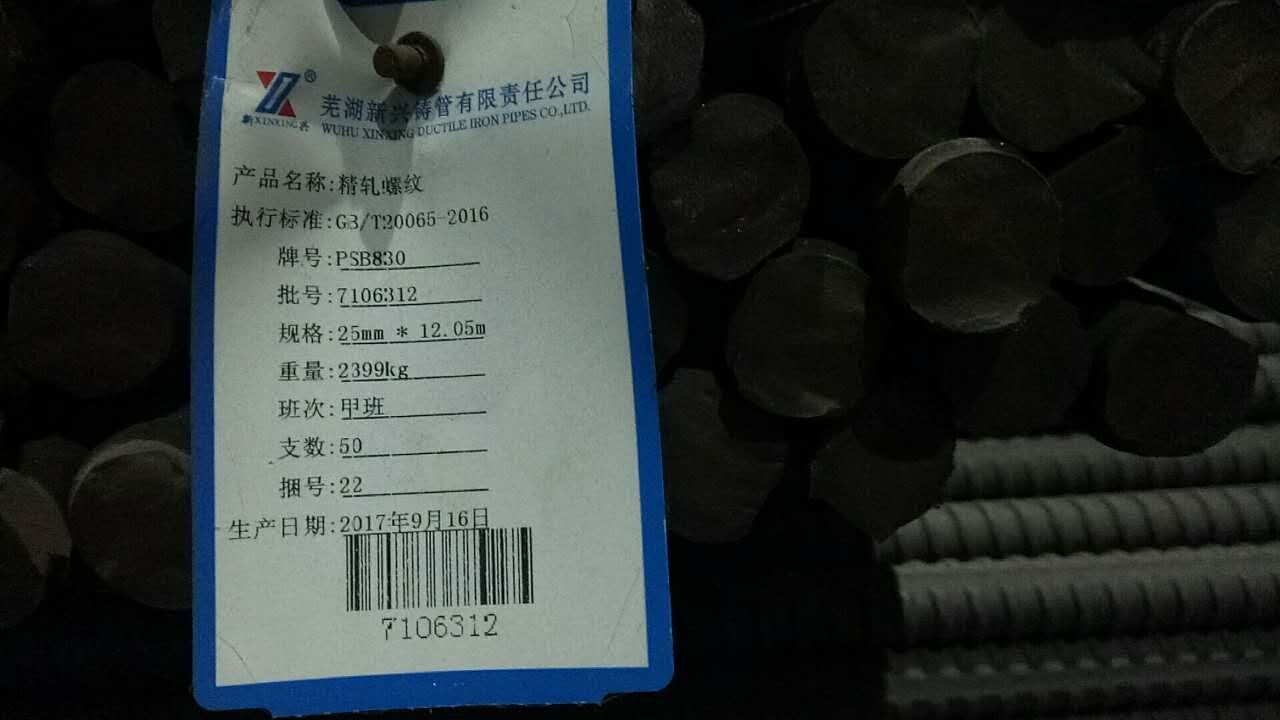 ®
新XINXING兴
芜湖新兴铸管有限责任公司
WUHU XINXING DUCTILE IRON PIPES CO.,LTD.
产品名称:精轧螺纹
执行标准:GB/T20065-2016
牌号:PSB830
批号:7106312
规格:25mm * 12.05m
重量:2399kg
班次:甲班
支数:50
捆号:22
生产日期:2017年9月16日
7106312